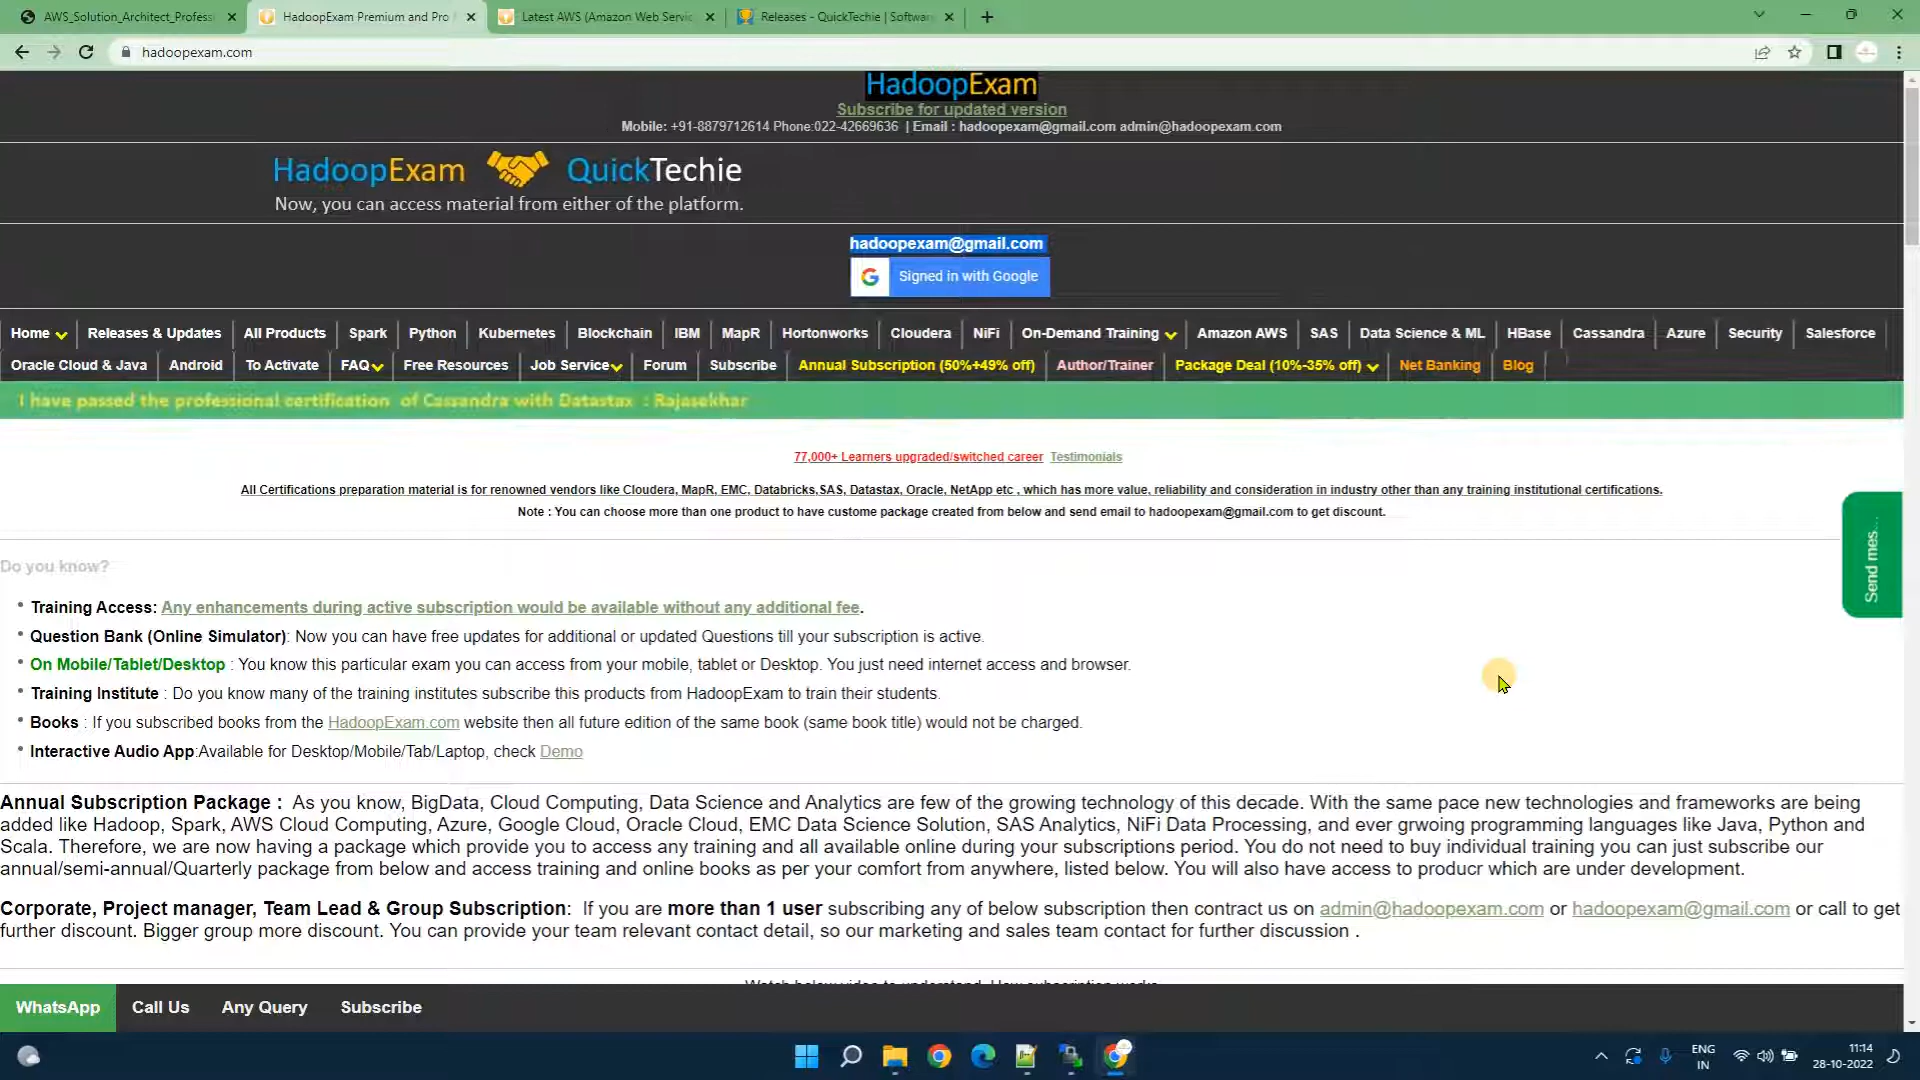 AWS_Solution_Architect_Profess
HadoopExam Premium and Pro
Latest AWS (Amazon Web Servic
Releases - QuickTechie | Softwar
hadoopexam.com
HadoopExam
Subscribe for updated version
Mobile: +91-8879712614 Phone:022-42669636 | Email : hadoopexam@gmail.com admin@hadoopexam.com
HadoopExam QuickTechie
Now, you can access material from either of the platform.
hadoopexam@gmail.com
G Signed in with Google
Home Releases & Updates All Products Spark Python Kubernetes Blockchain IBM MapR Hortonworks Cloudera NiFi On-Demand Training Amazon AWS SAS Data Science & ML HBase Cassandra Azure Security Salesforce
Oracle Cloud & Java Android To Activate FAQ Free Resources Job Service Forum Subscribe Annual Subscription (50%+49% off) Author/Trainer Package Deal (10%-35% off) Net Banking Blog
I have passed the professional certification of Cassandra with Datastax : Rajasekhar
77,000+ Learners upgraded/switched career Testimonials
All Certifications preparation material is for renowned vendors like Cloudera, MapR, EMC, Databricks,SAS, Datastax, Oracle, NetApp etc , which has more value, reliability and consideration in industry other than any training institutional certifications.
Note : You can choose more than one product to have custome package created from below and send email to hadoopexam@gmail.com to get discount.
Send mes...
Do you know?
• Training Access: Any enhancements during active subscription would be available without any additional fee.
• Question Bank (Online Simulator): Now you can have free updates for additional or updated Questions till your subscription is active.
• On Mobile/Tablet/Desktop : You know this particular exam you can access from your mobile, tablet or Desktop. You just need internet access and browser.
• Training Institute : Do you know many of the training institutes subscribe this products from HadoopExam to train their students.
• Books : If you subscribed books from the HadoopExam.com website then all future edition of the same book (same book title) would not be charged.
• Interactive Audio App:Available for Desktop/Mobile/Tab/Laptop, check Demo
Annual Subscription Package : As you know, BigData, Cloud Computing, Data Science and Analytics are few of the growing technology of this decade. With the same pace new technologies and frameworks are being
added like Hadoop, Spark, AWS Cloud Computing, Azure, Google Cloud, Oracle Cloud, EMC Data Science Solution, SAS Analytics, NiFi Data Processing, and ever grwoing programming languages like Java, Python and
Scala. Therefore, we are now having a package which provide you to access any training and all available online during your subscriptions period. You do not need to buy individual training you can just subscribe our
annual/semi-annual/Quarterly package from below and access training and online books as per your comfort from anywhere, listed below. You will also have access to producr which are under development.
Corporate, Project manager, Team Lead & Group Subscription: If you are more than 1 user subscribing any of below subscription then contract us on admin@hadoopexam.com or hadoopexam@gmail.com or call to get
further discount. Bigger group more discount. You can provide your team relevant contact detail, so our marketing and sales team contact for further discussion .
Watch below video to understand, How subscription works
WhatsApp Call Us Any Query Subscribe
ENG
IN
11:14
28-10-2022